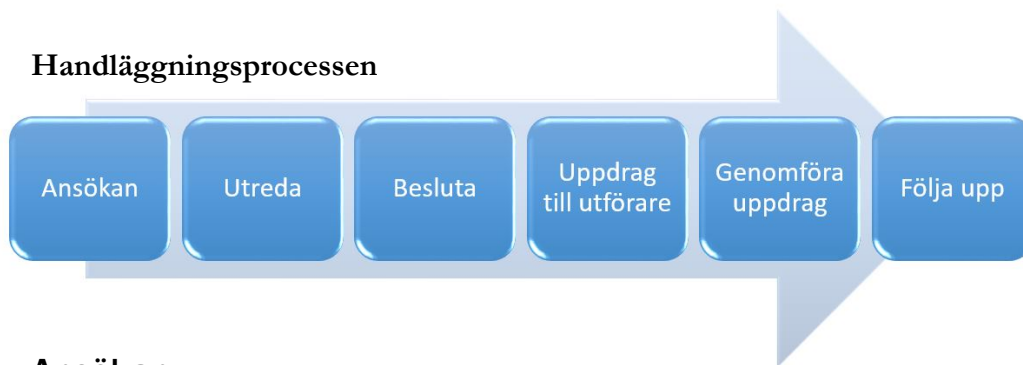 Handläggningsprocessen
Ansökan
Utreda
Besluta
Uppdrag
till utförare
Genomföra
uppdrag
Följa upp